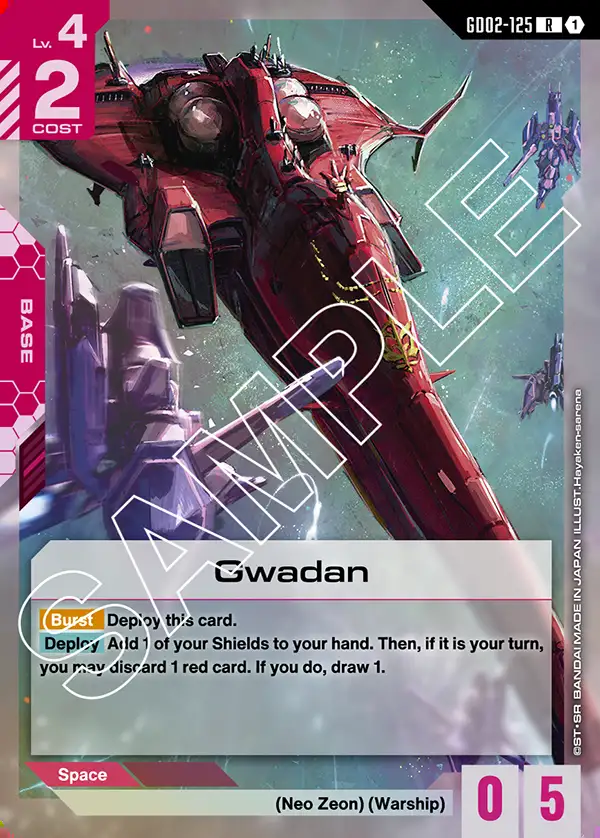 GD02-125 R 1
Lv. 4
2
COST
BASE
SAMPLE
Gwadan
Burst Deploy this card.
Deploy Add 1 of your Shields to your hand. Then, if it is your turn,
you may discard 1 red card. If you do, draw 1.
Space
(Neo Zeon) (Warship)
0 5
©ST·SR BANDAI MADE IN JAPAN ILLUST.Hayaken-sarena